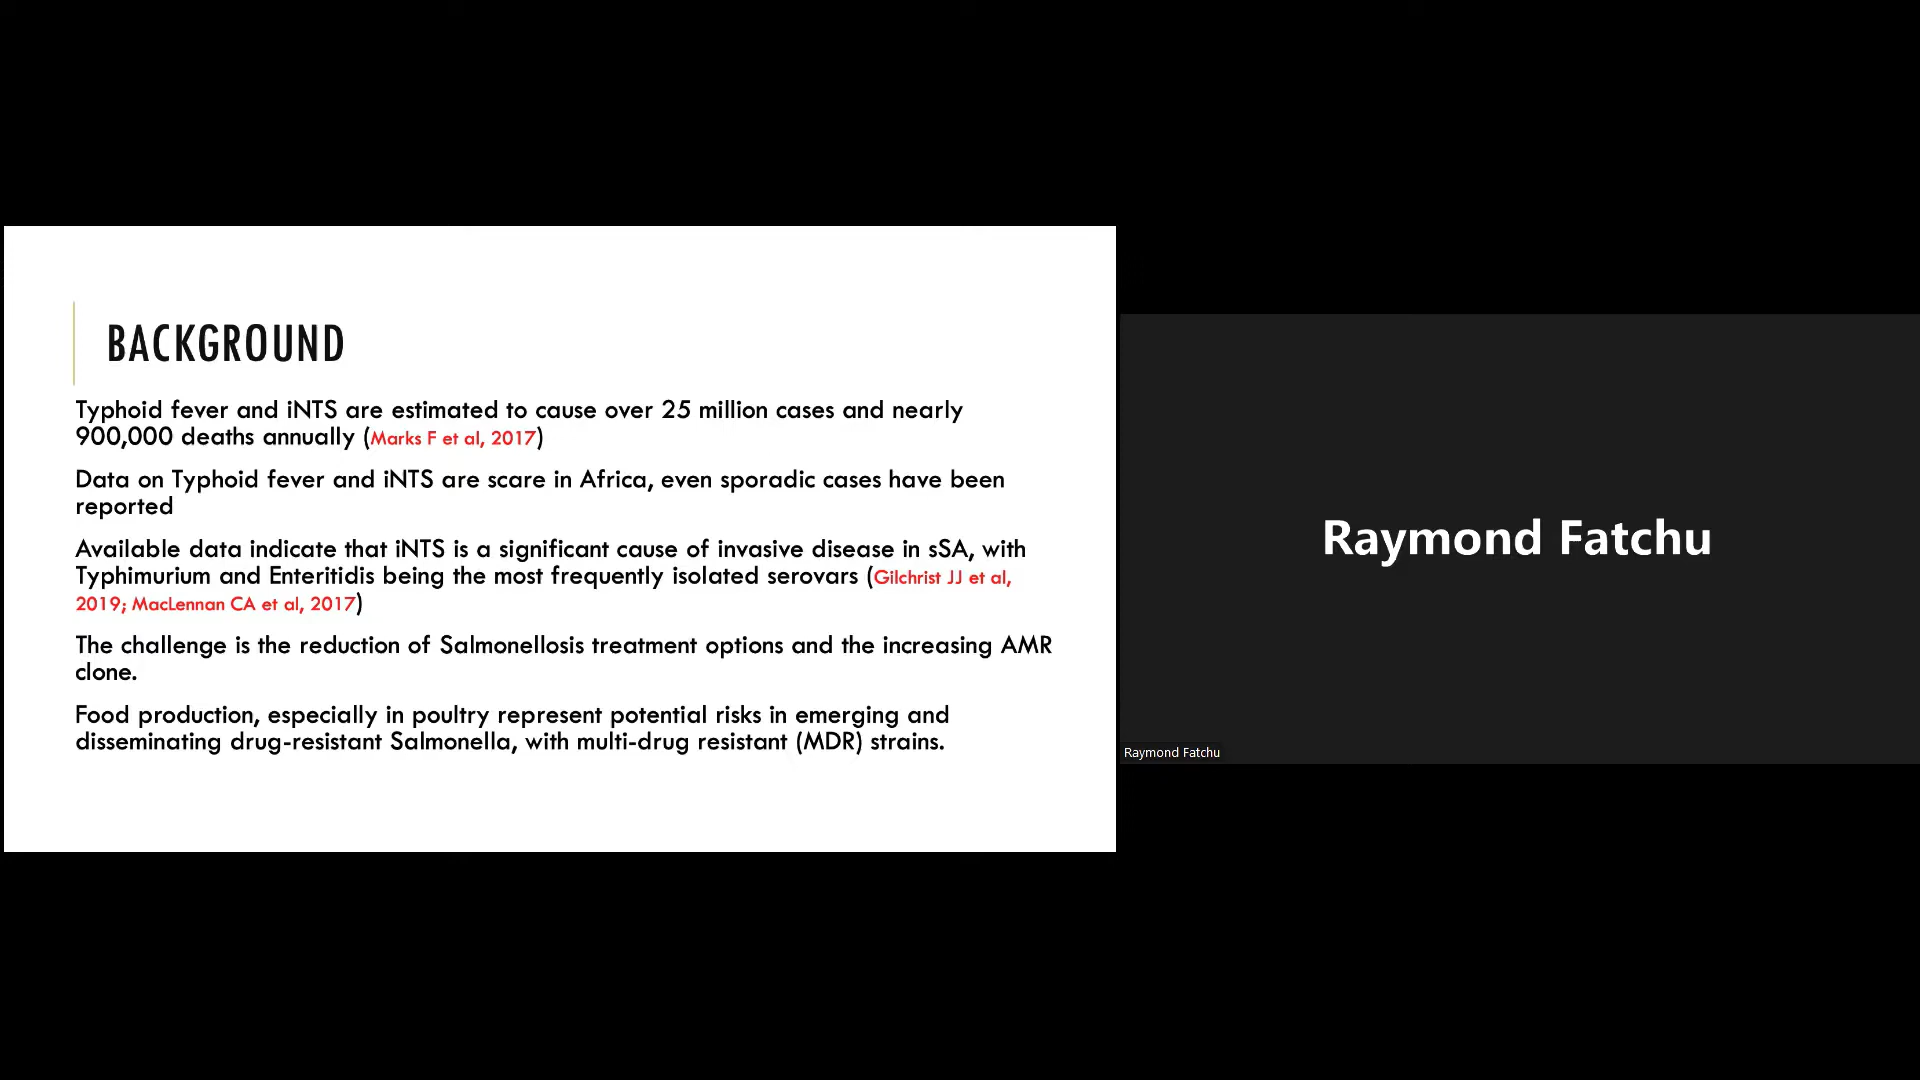 BACKGROUND
Typhoid fever and iNTS are estimated to cause over 25 million cases and nearly
900,000 deaths annually (Marks F et al, 2017)
Data on Typhoid fever and iNTS are scare in Africa, even sporadic cases have been
reported
Available data indicate that iNTS is a significant cause of invasive disease in sSA, with
Typhimurium and Enteritidis being the most frequently isolated serovars (Gilchrist JJ et al,
2019; MacLennan CA et al, 2017)
The challenge is the reduction of Salmonellosis treatment options and the increasing AMR
clone.
Food production, especially in poultry represent potential risks in emerging and
disseminating drug-resistant Salmonella, with multi-drug resistant (MDR) strains.
Raymond Fatchu
Raymond Fatchu